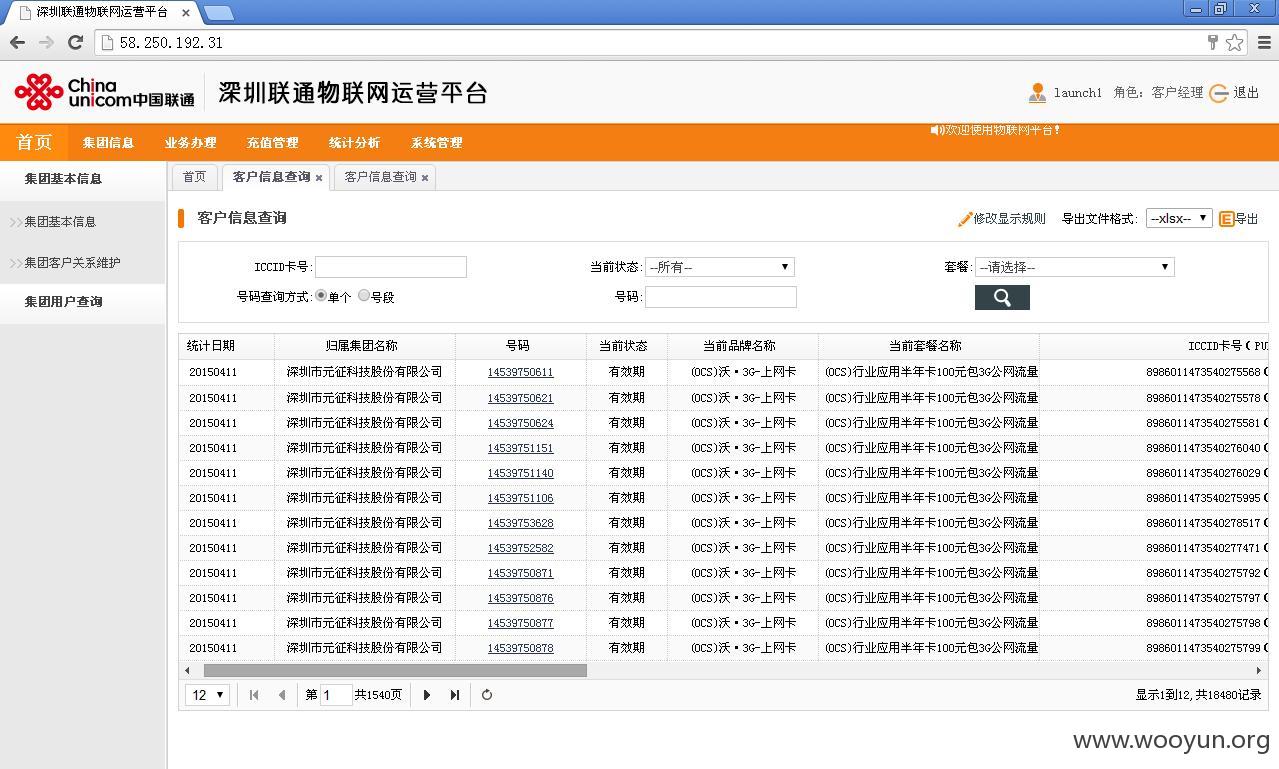 深圳联通物联网运营平台
58.250.192.31
China unicom中国联通 深圳联通物联网运营平台
launch1 角色: 客户经理 退出
首页 集团信息 业务办理 充值管理 统计分析 系统管理 欢迎使用物联网平台!
集团基本信息
集团基本信息
集团客户关系维护
集团用户查询
首页 客户信息查询 客户信息查询
客户信息查询 修改显示规则 导出文件格式: --xlsx-- 导出
ICCID卡号: 当前状态: --所有-- 套餐: --请选择--
号码查询方式: 单个 号段 号码:
统计日期 归属集团名称 号码 当前状态 当前品牌名称 当前套餐名称 ICCID卡号(
20150411 深圳市元征科技股份有限公司 14539750611 有效期 (OCS)沃·3G-上网卡 (OCS)行业应用半年卡100元包3G公网流量 8986011473540275568
20150411 深圳市元征科技股份有限公司 14539750621 有效期 (OCS)沃·3G-上网卡 (OCS)行业应用半年卡100元包3G公网流量 8986011473540275578
20150411 深圳市元征科技股份有限公司 14539750624 有效期 (OCS)沃·3G-上网卡 (OCS)行业应用半年卡100元包3G公网流量 8986011473540275581
20150411 深圳市元征科技股份有限公司 14539751151 有效期 (OCS)沃·3G-上网卡 (OCS)行业应用半年卡100元包3G公网流量 8986011473540276040
20150411 深圳市元征科技股份有限公司 14539751140 有效期 (OCS)沃·3G-上网卡 (OCS)行业应用半年卡100元包3G公网流量 8986011473540276029
20150411 深圳市元征科技股份有限公司 14539751106 有效期 (OCS)沃·3G-上网卡 (OCS)行业应用半年卡100元包3G公网流量 8986011473540275995
20150411 深圳市元征科技股份有限公司 14539753628 有效期 (OCS)沃·3G-上网卡 (OCS)行业应用半年卡100元包3G公网流量 8986011473540278517
20150411 深圳市元征科技股份有限公司 14539752582 有效期 (OCS)沃·3G-上网卡 (OCS)行业应用半年卡100元包3G公网流量 8986011473540277471
20150411 深圳市元征科技股份有限公司 14539750871 有效期 (OCS)沃·3G-上网卡 (OCS)行业应用半年卡100元包3G公网流量 8986011473540275792
20150411 深圳市元征科技股份有限公司 14539750876 有效期 (OCS)沃·3G-上网卡 (OCS)行业应用半年卡100元包3G公网流量 8986011473540275797
20150411 深圳市元征科技股份有限公司 14539750877 有效期 (OCS)沃·3G-上网卡 (OCS)行业应用半年卡100元包3G公网流量 8986011473540275798
20150411 深圳市元征科技股份有限公司 14539750878 有效期 (OCS)沃·3G-上网卡 (OCS)行业应用半年卡100元包3G公网流量 8986011473540275799
12 第 1 共1540页 显示1到12,共18480记录
www.wooyun.org